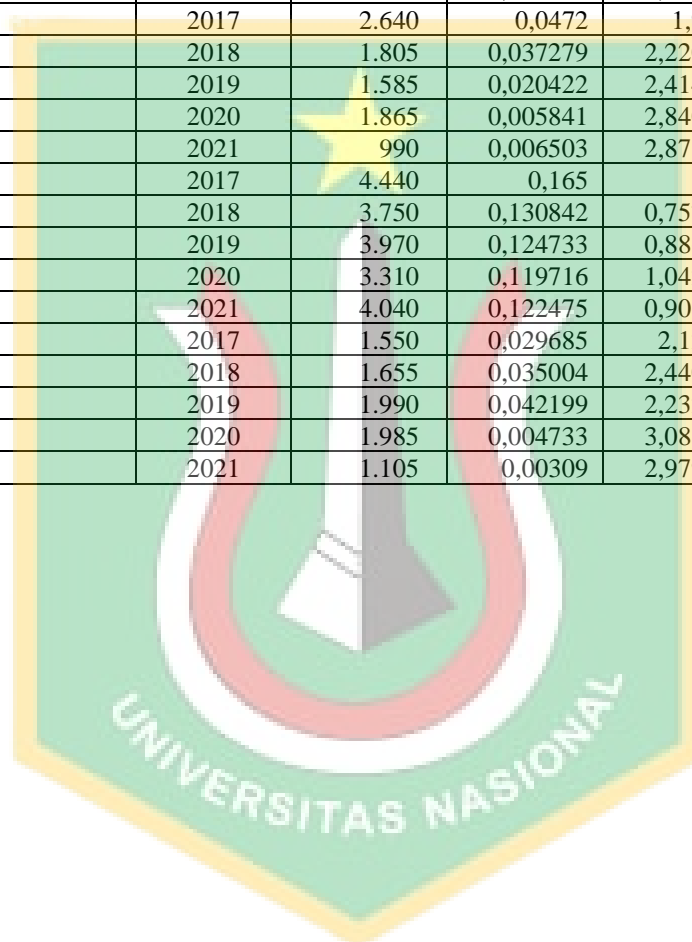 2017 2.640 0,0472 1,
2018 1.805 0,037279 2,22
2019 1.585 0,020422 2,41
2020 1.865 0,005841 2,84
2021 990 0,006503 2,87
2017 4.440 0,165
2018 3.750 0,130842 0,75
2019 3.970 0,124733 0,88
2020 3.310 0,119716 1,04
2021 4.040 0,122475 0,90
2017 1.550 0,029685 2,1
2018 1.655 0,035004 2,44
2019 1.990 0,042199 2,23
2020 1.985 0,004733 3,08
2021 1.105 0,00309 2,97
UNIVERSITAS NASIONAL